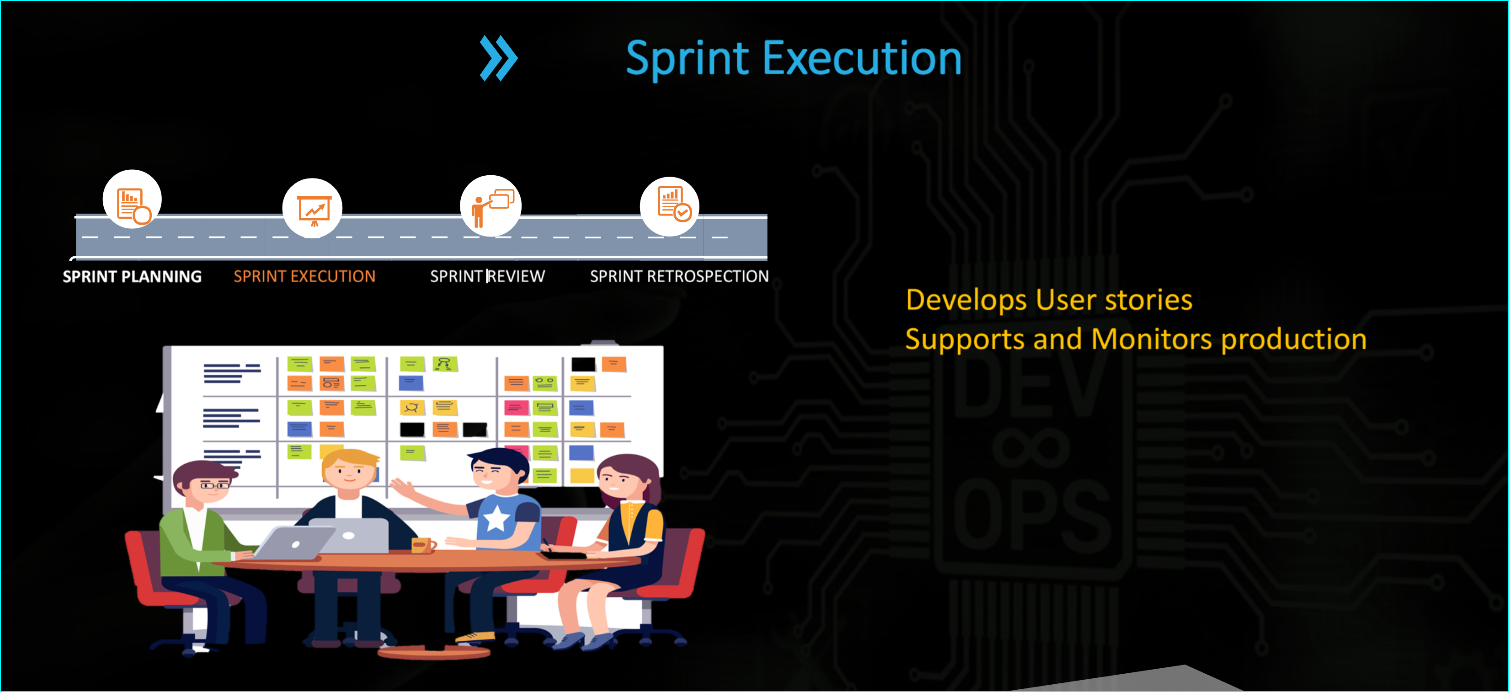 Sprint Execution
SPRINT PLANNING
SPRINT EXECUTION
SPRINT REVIEW
SPRINT RETROSPECTION
Develops User stories
Supports and Monitors production
DEV
OPS